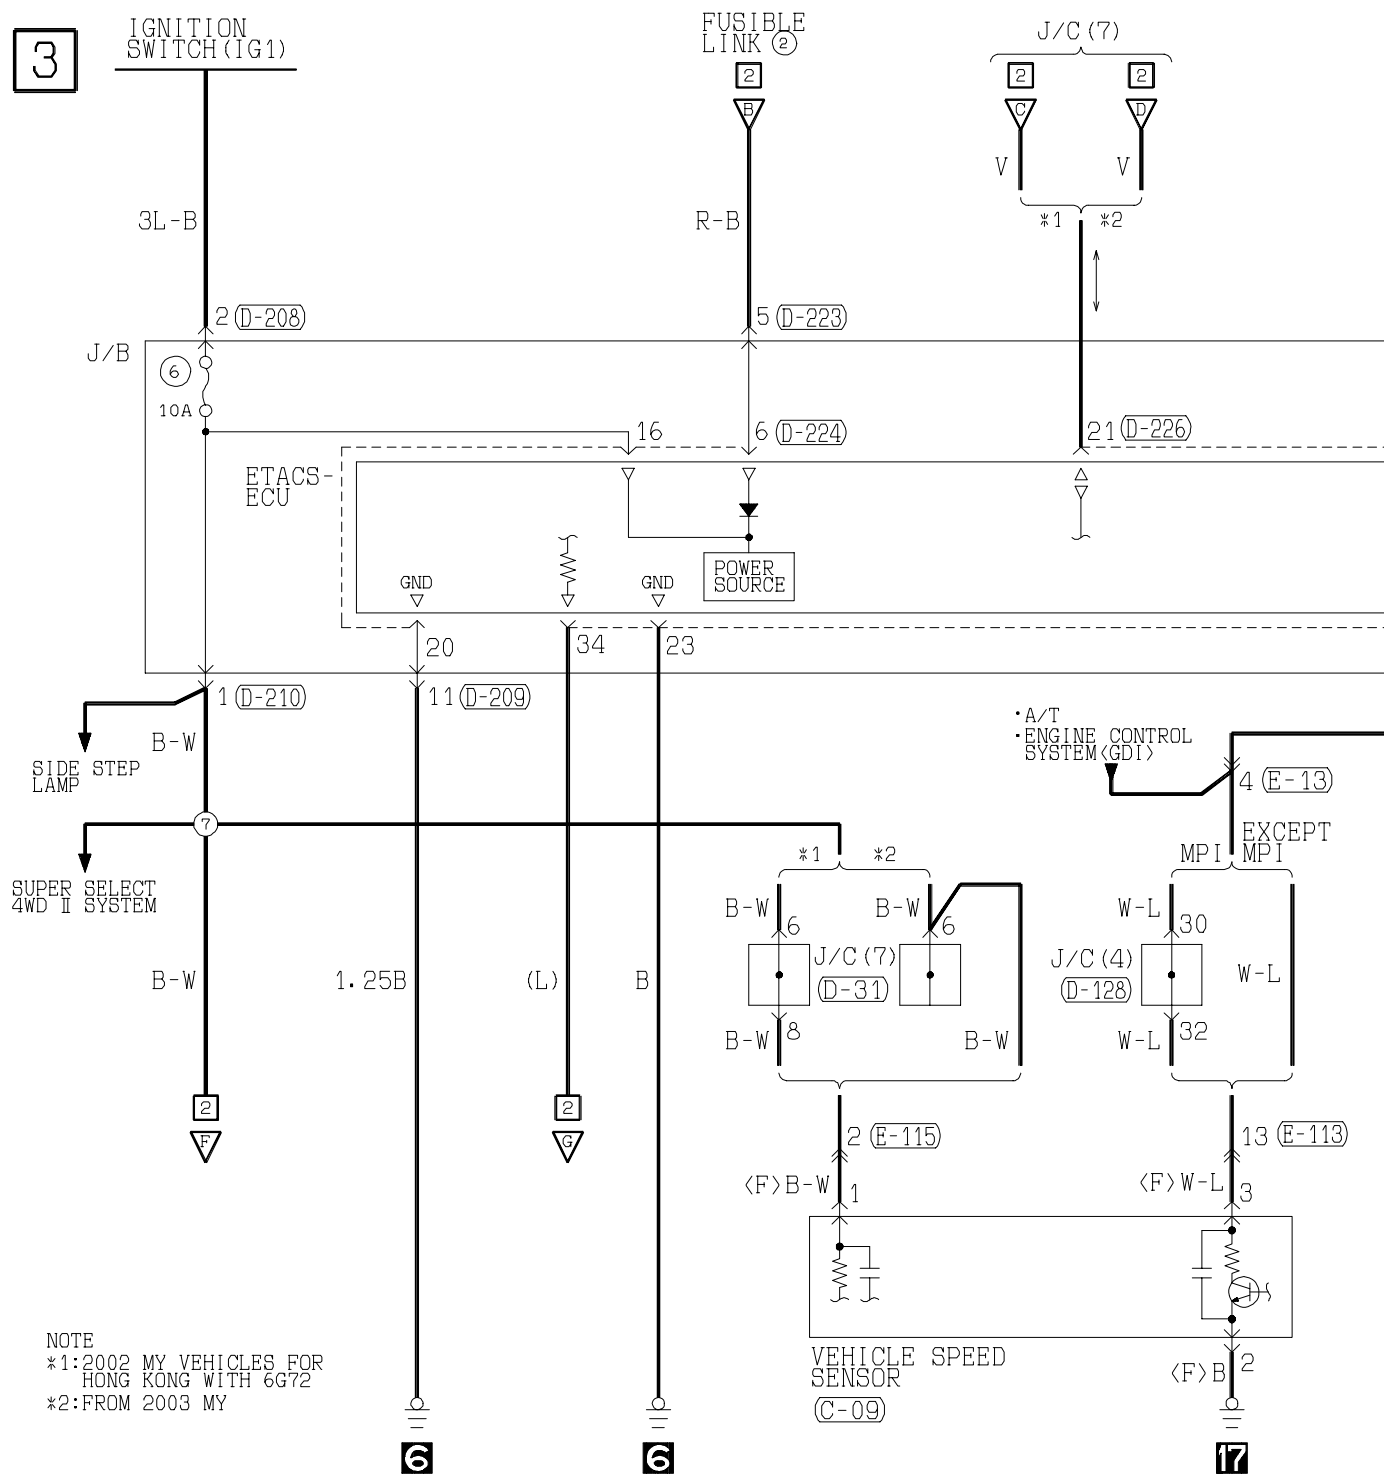 3
IGNITION
SWITCH(IG1)
FUSIBLE
LINK 2
J/C(7)
2
2
2
B
C
D
V
V
*1
*2
3L-B
R-B
2 D-208
5 D-223
J/B
6
10A
16
6 D-224
21 D-226
ETACS-
ECU
POWER
SOURCE
GND
GND
20
34
23
1 D-210
11 D-209
B-W
SIDE STEP
LAMP
·A/T
·ENGINE CONTROL
SYSTEM<GDI>
4 E-13
7
SUPER SELECT
4WD II SYSTEM
*1
*2
EXCEPT
MPI
MPI
B-W
B-W
W-L
6
6
30
J/C(7)
D-31
J/C(4)
D-128
B-W
1.25B
(L)
B
W-L
8
32
B-W
B-W
W-L
2
2
F
G
2 E-115
13 E-113
<F>B-W
1
<F>W-L
3
VEHICLE SPEED
SENSOR
C-09
<F>B
2
NOTE
*1:2002 MY VEHICLES FOR
HONG KONG WITH 6G72
*2:FROM 2003 MY
6
6
17